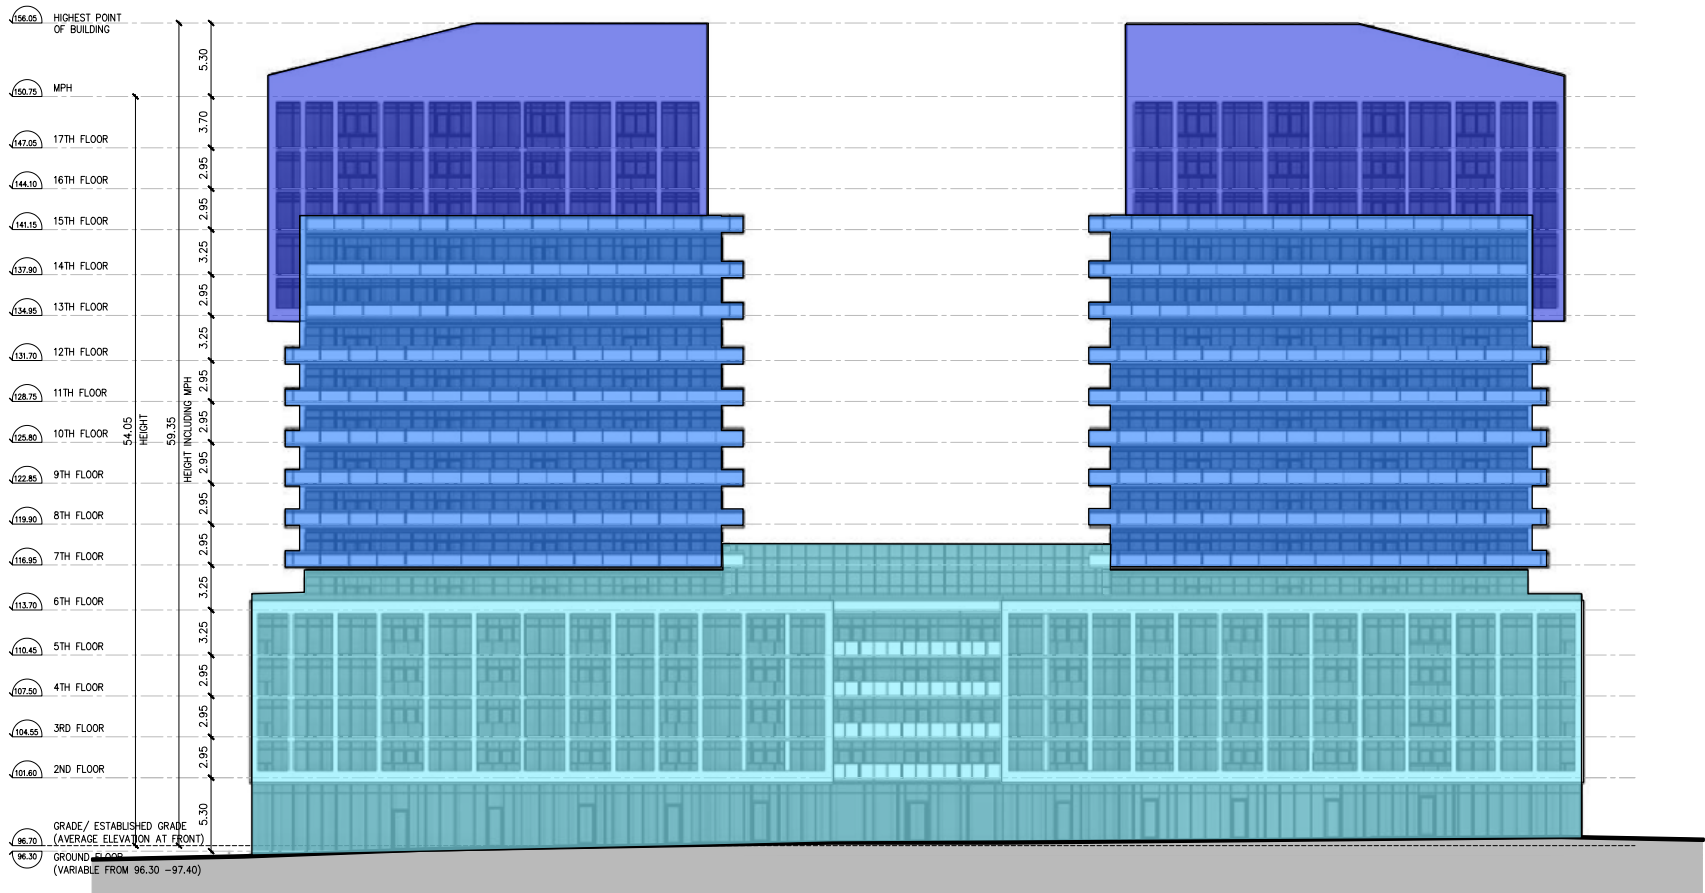 156.05 HIGHEST POINT
OF BUILDING
5.30
150.75 MPH
3.70
147.05 17TH FLOOR
2.95
144.10 16TH FLOOR
2.95
141.15 15TH FLOOR
3.25
137.90 14TH FLOOR
2.95
134.95 13TH FLOOR
3.25
131.70 12TH FLOOR
2.95
128.75 11TH FLOOR
2.95
125.80 10TH FLOOR
54.05
HEIGHT
59.35
HEIGHT INCLUDING MPH
2.95
122.85 9TH FLOOR
2.95
119.90 8TH FLOOR
2.95
116.95 7TH FLOOR
3.25
113.70 6TH FLOOR
3.25
110.45 5TH FLOOR
2.95
107.50 4TH FLOOR
2.95
104.55 3RD FLOOR
2.95
101.60 2ND FLOOR
5.30
GRADE/ ESTABLISHED GRADE
96.70 (AVERAGE ELEVATION AT FRONT)
96.30 GROUND FLOOR
(VARIABLE FROM 96.30 -97.40)